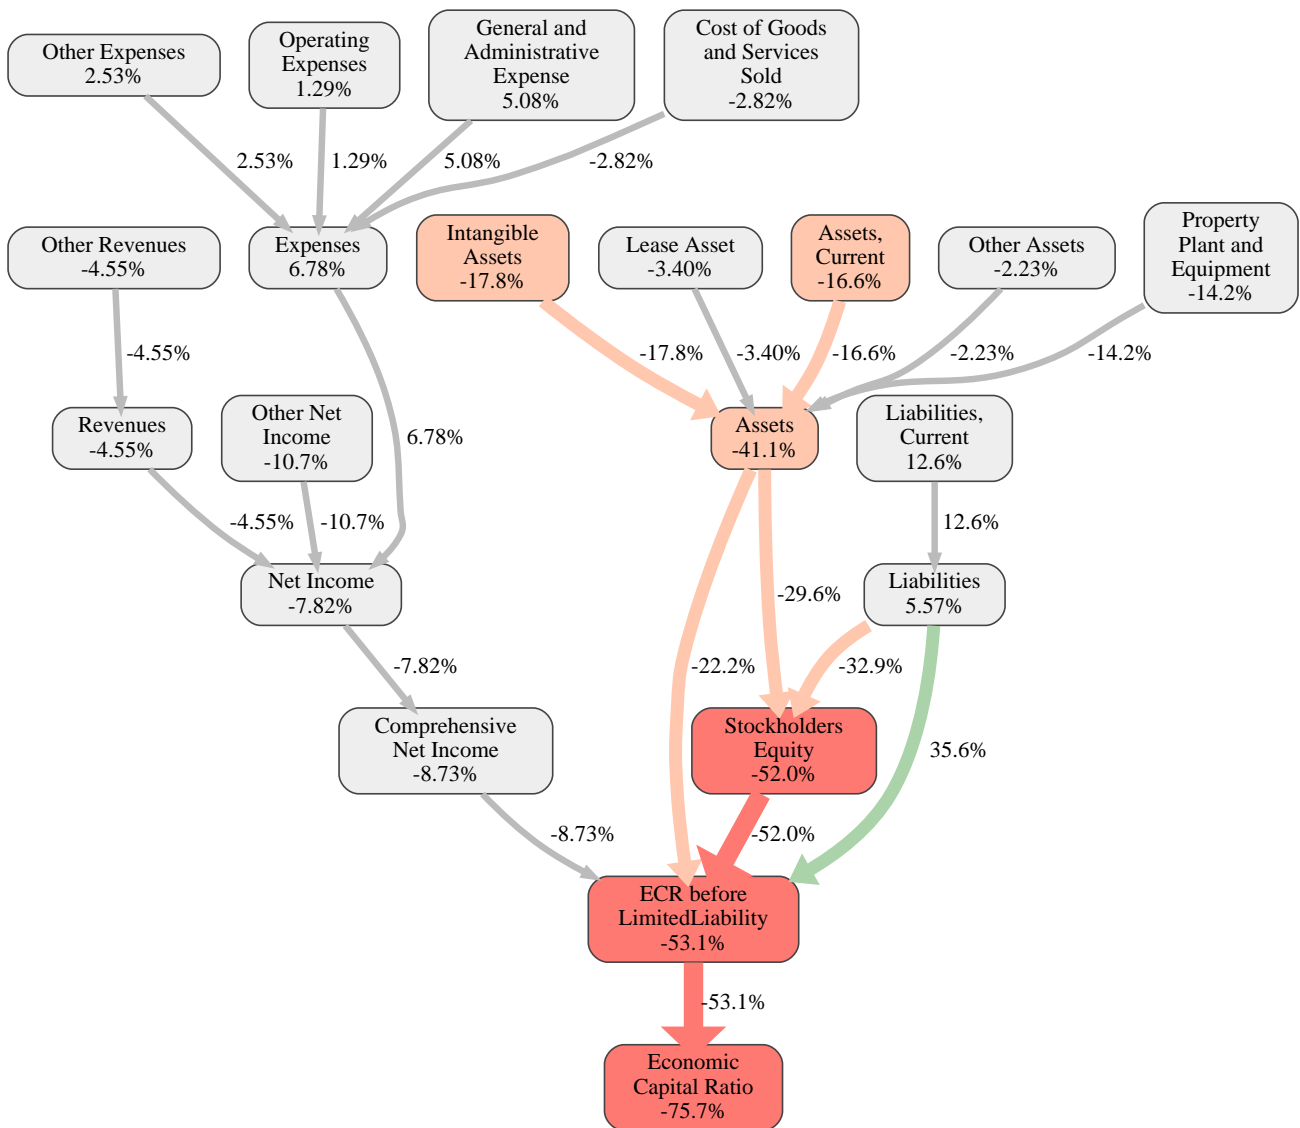 Other Expenses
2.53%
Operating
Expenses
1.29%
General and
Administrative
Expense
5.08%
Cost of Goods
and Services
Sold
-2.82%
2.53%
1.29%
5.08%
-2.82%
Other Revenues
-4.55%
Expenses
6.78%
Intangible
Assets
-17.8%
Lease Asset
-3.40%
Assets,
Current
-16.6%
Other Assets
-2.23%
Property
Plant and
Equipment
-14.2%
-4.55%
-17.8%
-3.40%
-16.6%
-2.23%
-14.2%
Revenues
-4.55%
Other Net
Income
-10.7%
6.78%
Assets
-41.1%
Liabilities,
Current
12.6%
-4.55%
-10.7%
12.6%
Net Income
-7.82%
-29.6%
Liabilities
5.57%
-7.82%
-22.2%
-32.9%
Comprehensive
Net Income
-8.73%
Stockholders
Equity
-52.0%
35.6%
-8.73%
-52.0%
ECR before
LimitedLiability
-53.1%
-53.1%
Economic
Capital Ratio
-75.7%